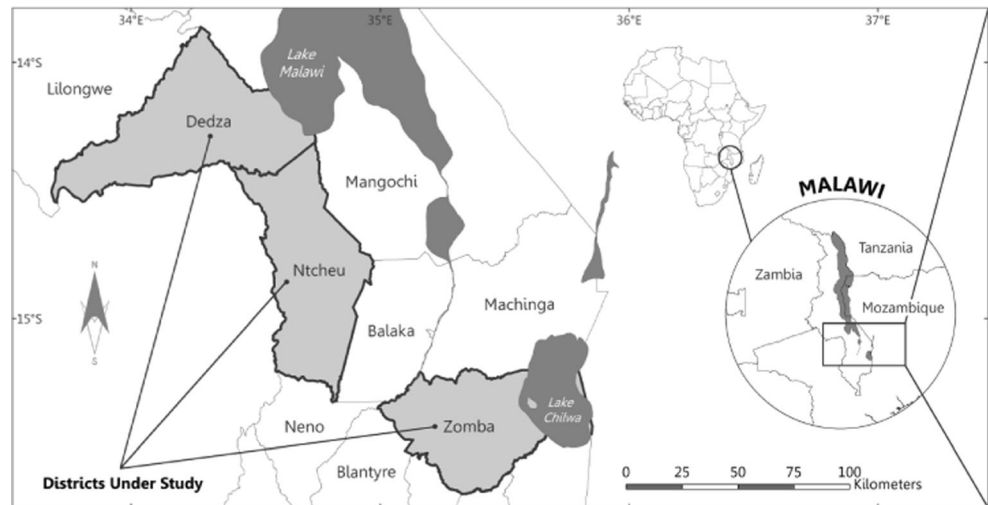 34°E
35°E
36°E
37°E
14°S
15°S
Lilongwe
Dedza
Lake
Malawi
Mangochi
Ntcheu
Balaka
Machinga
Neno
Zomba
Lake
Chilwa
Blantyre
N
S
Districts Under Study
MALAWI
Tanzania
Zambia
Mozambique
0 25 50 75 100
Kilometers